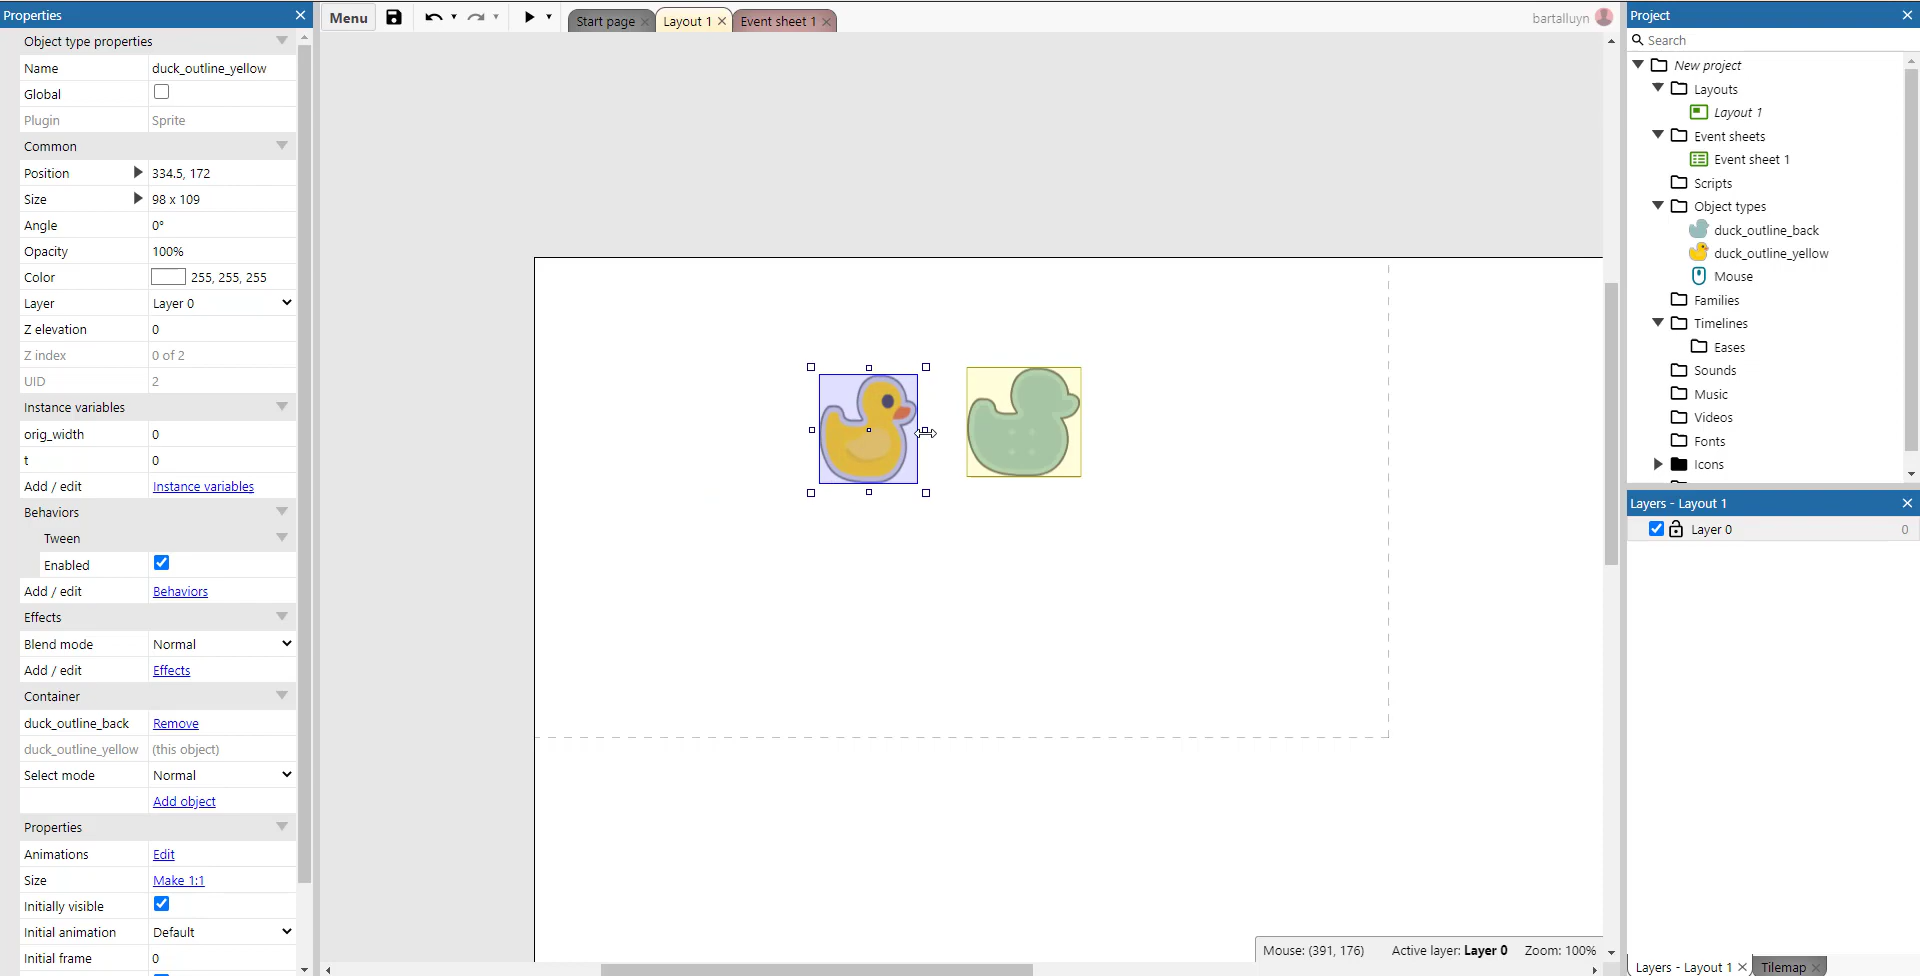 Properties
Object type properties
Name duck_outline_yellow
Global
Plugin Sprite
Common
Position 334.5, 172
Size 98 x 109
Angle 0°
Opacity 100%
Color 255, 255, 255
Layer Layer 0
Z elevation 0
Z index 0 of 2
UID 2
Instance variables
orig_width 0
t 0
Add / edit Instance variables
Behaviors
Tween
Enabled
Add / edit Behaviors
Effects
Blend mode Normal
Add / edit Effects
Container
duck_outline_back Remove
duck_outline_yellow (this object)
Select mode Normal
Add object
Properties
Animations Edit
Size Make 1:1
Initially visible
Initial animation Default
Initial frame 0
Menu Start page Layout 1 Event sheet 1 bartalluyn
Mouse: (391, 176) Active layer: Layer 0 Zoom: 100%
Project
Search
New project
Layouts
Layout 1
Event sheets
Event sheet 1
Scripts
Object types
duck_outline_back
duck_outline_yellow
Mouse
Families
Timelines
Eases
Sounds
Music
Videos
Fonts
Icons
Layers - Layout 1
Layer 0 0
Layers - Layout 1 Tilemap